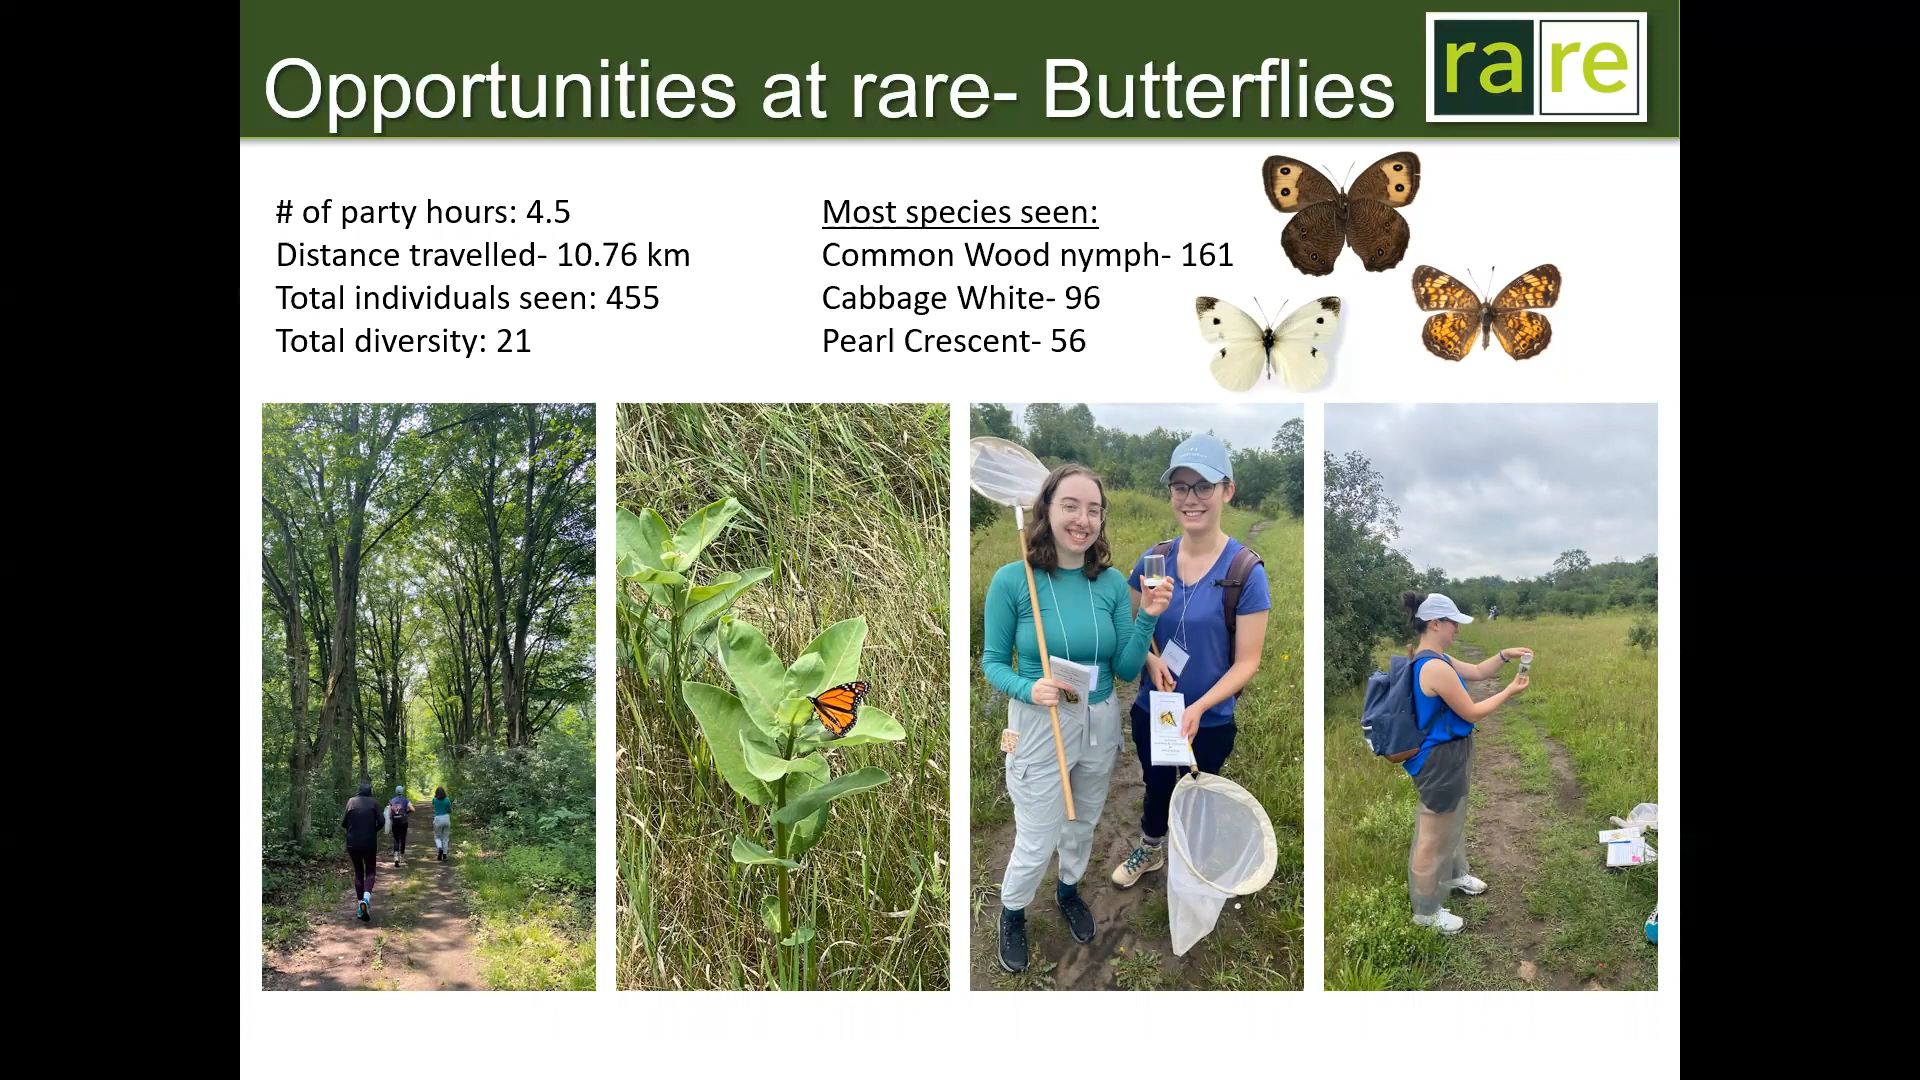 Opportunities at rare- Butterflies
rare
# of party hours: 4.5
Distance travelled- 10.76 km
Total individuals seen: 455
Total diversity: 21
Most species seen:
Common Wood nymph- 161
Cabbage White- 96
Pearl Crescent- 56